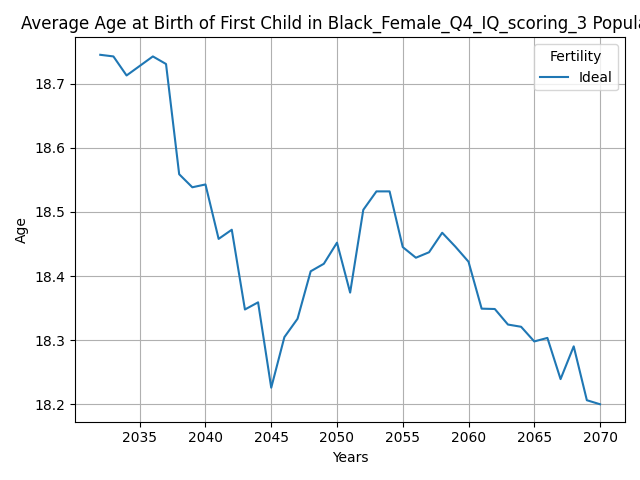 Average Age at Birth of First Child in Black_Female_Q4_IQ_scoring_3 Popula
Fertility
Ideal
18.7
18.6
18.5
18.4
18.3
18.2
Age
2035 2040 2045 2050 2055 2060 2065 2070
Years